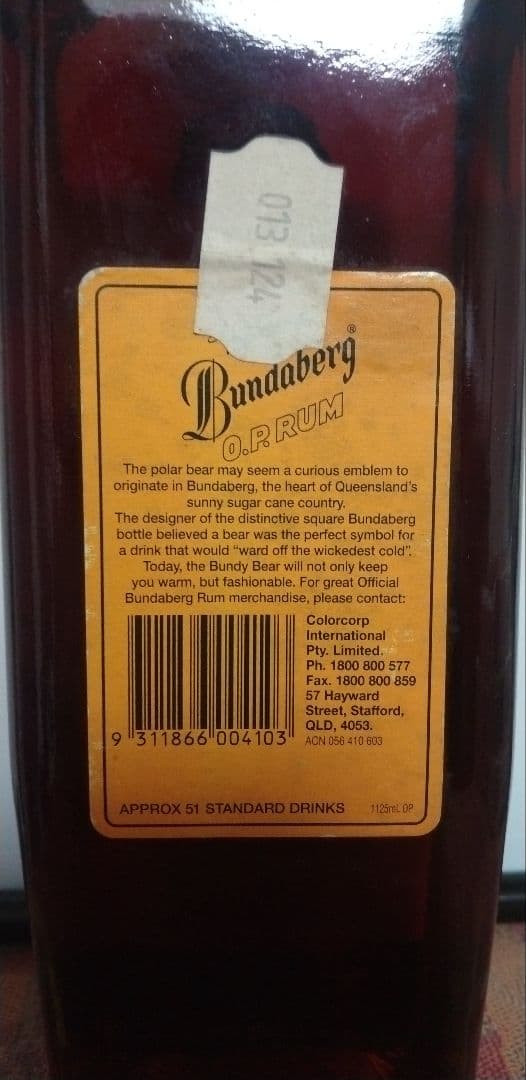 013 124
Bundaberg®
O.P. RUM
The polar bear may seem a curious emblem to
originate in Bundaberg, the heart of Queensland's
sunny sugar cane country.
The designer of the distinctive square Bundaberg
bottle believed a bear was the perfect symbol for
a drink that would “ward off the wickedest cold”.
Today, the Bundy Bear will not only keep
you warm, but fashionable. For great Official
Bundaberg Rum merchandise, please contact:
Colorcorp
International
Pty. Limited.
Ph. 1800 800 577
Fax. 1800 800 859
57 Hayward
Street, Stafford,
QLD, 4053.
ACN 056 410 603
9 311866 004103
APPROX 51 STANDARD DRINKS
1125mL OP